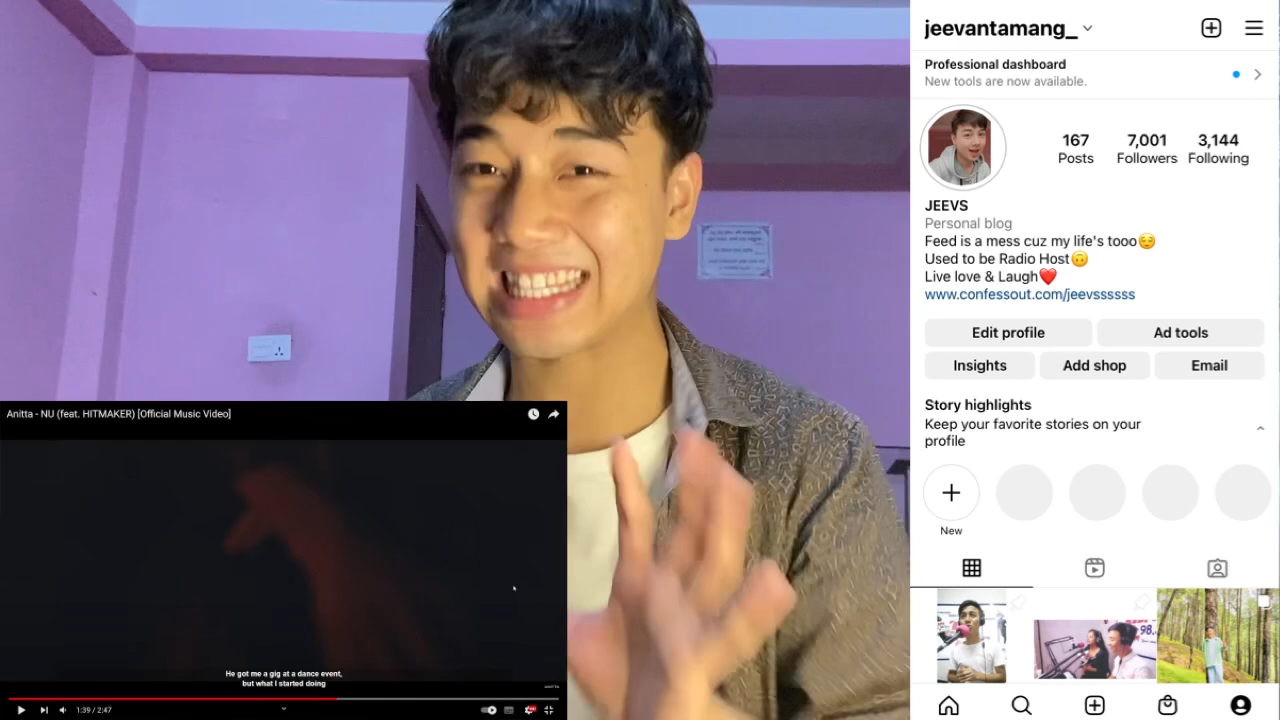 jeevantamang_
Professional dashboard
New tools are now available.
167
Posts
7,001
Followers
3,144
Following
JEEVS
Personal blog
Feed is a mess cuz my life's tooo😌
Used to be Radio Host🙃
Live love & Laugh❤️
www.confessout.com/jeevssssss
Edit profile
Ad tools
Insights
Add shop
Email
Story highlights
Keep your favorite stories on your
profile
New
98.
Anitta - NU (feat. HITMAKER) [Official Music Video]
He got me a gig at a dance event,
but what I started doing
ANITTA
1:39 / 2:47